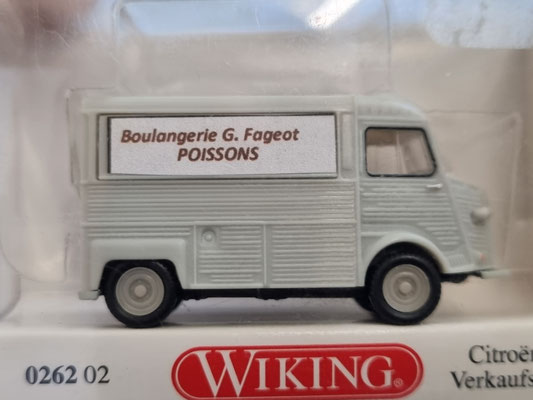 Boulangerie G. Fageot
POISSONS
0262 02
WIKING®
Citroën
Verkaufs